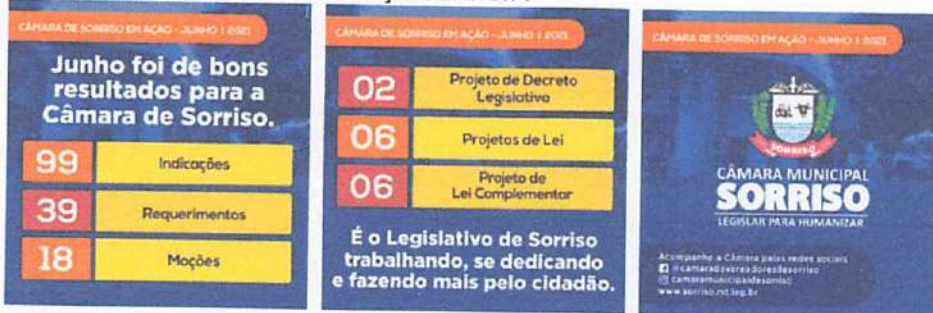 CÂMARA DE SORRISO EM AÇÃO - JUNHO | 2021
Junho foi de bons
resultados para a
Câmara de Sorriso.
99 Indicações
39 Requerimentos
18 Moções
CÂMARA DE SORRISO EM AÇÃO - JUNHO | 2021
02 Projeto de Decreto
Legislativo
06 Projetos de Lei
06 Projeto de
Lei Complementar
É o Legislativo de Sorriso
trabalhando, se dedicando
e fazendo mais pelo cidadão.
CÂMARA DE SORRISO EM AÇÃO - JUNHO | 2021
SORRISO
CÂMARA MUNICIPAL
SORRISO
LEGISLAR PARA HUMANIZAR
Acompanhe a Câmara pelas redes sociais
@camaradevereadoresdesorriso
camaramunicipaldesorriso
www.sorriso.mt.leg.br